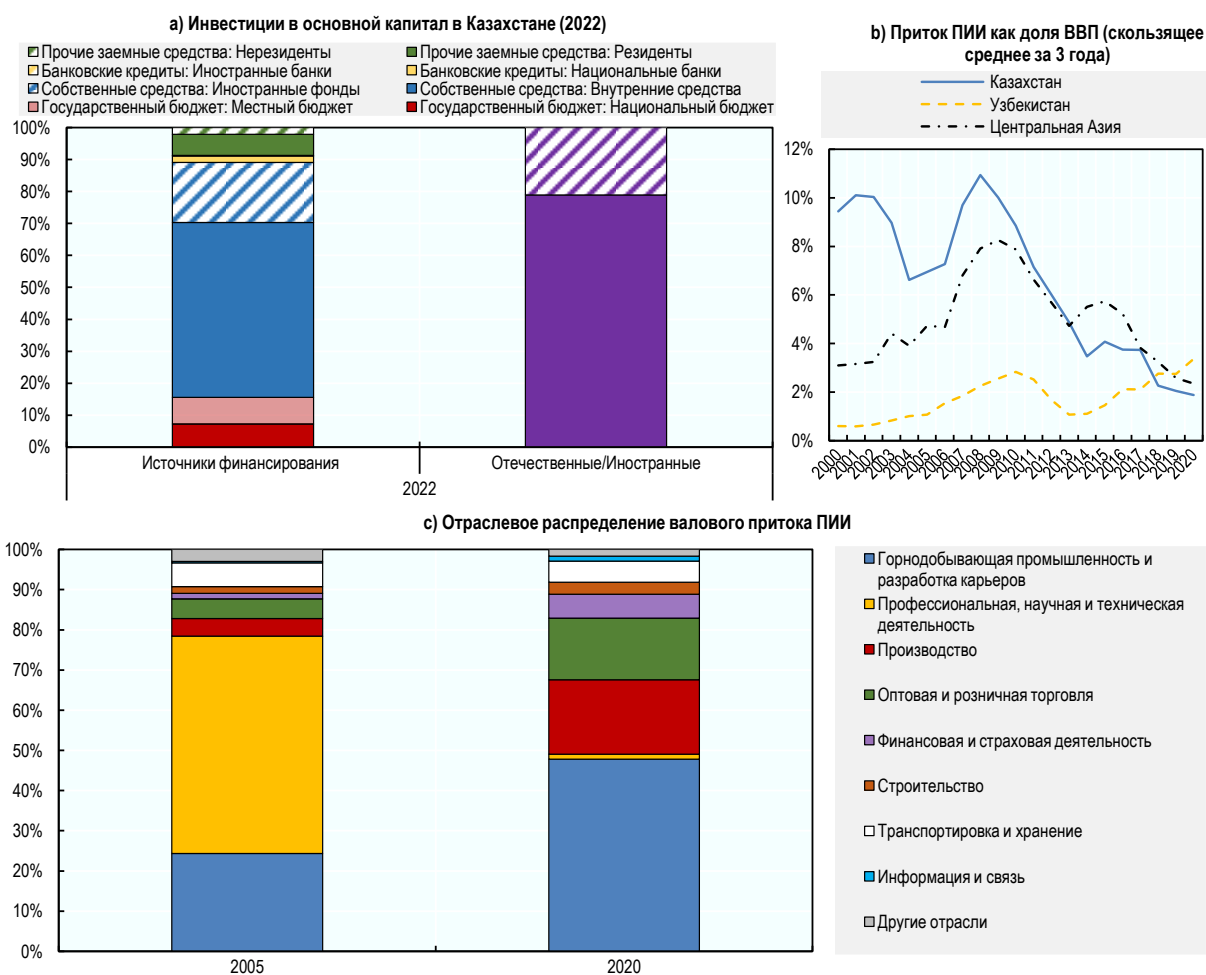 а) Инвестиции в основной капитал в Казахстане (2022)
Прочие заемные средства: Нерезиденты
Прочие заемные средства: Резиденты
Банковские кредиты: Иностранные банки
Банковские кредиты: Национальные банки
Собственные средства: Иностранные фонды
Собственные средства: Внутренние средства
Государственный бюджет: Местный бюджет
Государственный бюджет: Национальный бюджет
100%
90%
80%
70%
60%
50%
40%
30%
20%
10%
0%
Источники финансирования
Отечественные/Иностранные
2022
b) Приток ПИИ как доля ВВП (скользящее
среднее за 3 года)
Казахстан
Узбекистан
Центральная Азия
12%
10%
8%
6%
4%
2%
0%
2000
2001
2002
2003
2004
2005
2006
2007
2008
2009
2010
2011
2012
2013
2014
2015
2016
2017
2018
2019
2020
c) Отраслевое распределение валового притока ПИИ
100%
90%
80%
70%
60%
50%
40%
30%
20%
10%
0%
2005
2020
Горнодобывающая промышленность и
разработка карьеров
Профессиональная, научная и техническая
деятельность
Производство
Оптовая и розничная торговля
Финансовая и страховая деятельность
Строительство
Транспортировка и хранение
Информация и связь
Другие отрасли